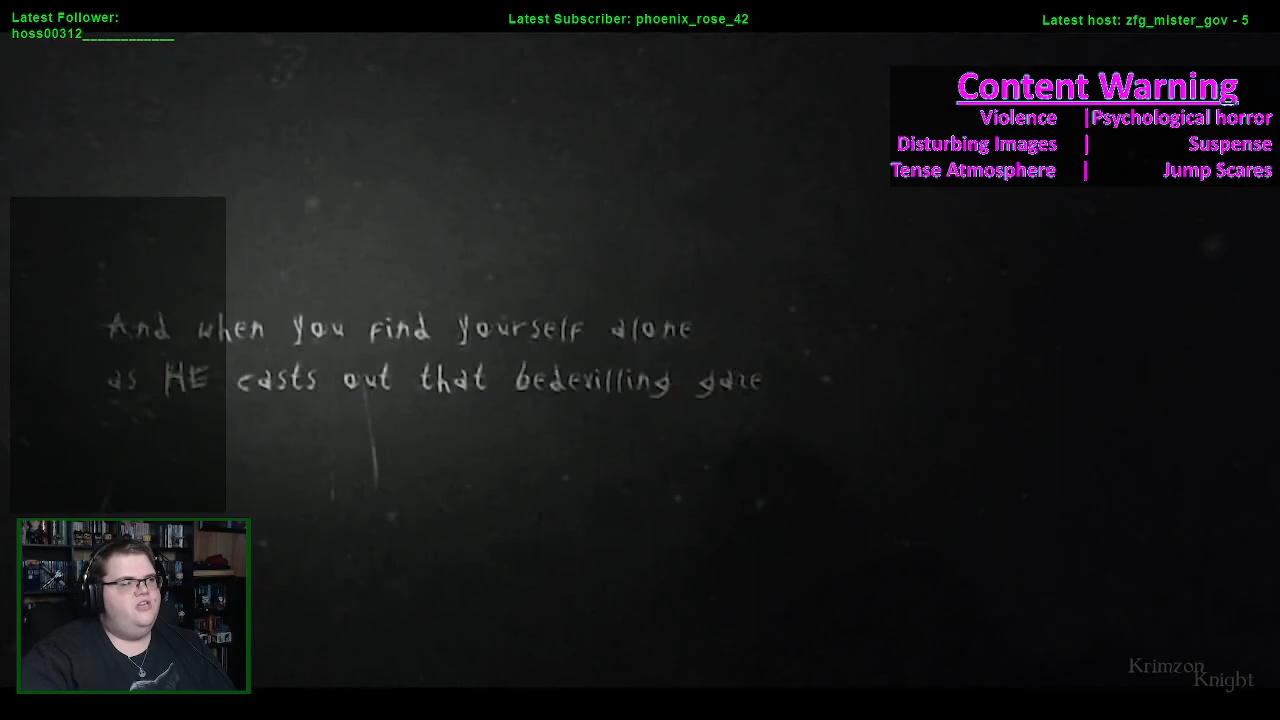 Latest Follower:
hoss00312____________
Latest Subscriber: phoenix_rose_42
Latest host: zfg_mister_gov - 5
Content Warning
Violence | Psychological horror
Disturbing Images | Suspense
Tense Atmosphere | Jump Scares
And when you find yourself alone
as HE casts out that bedevilling gaze
Krimzon
Knight